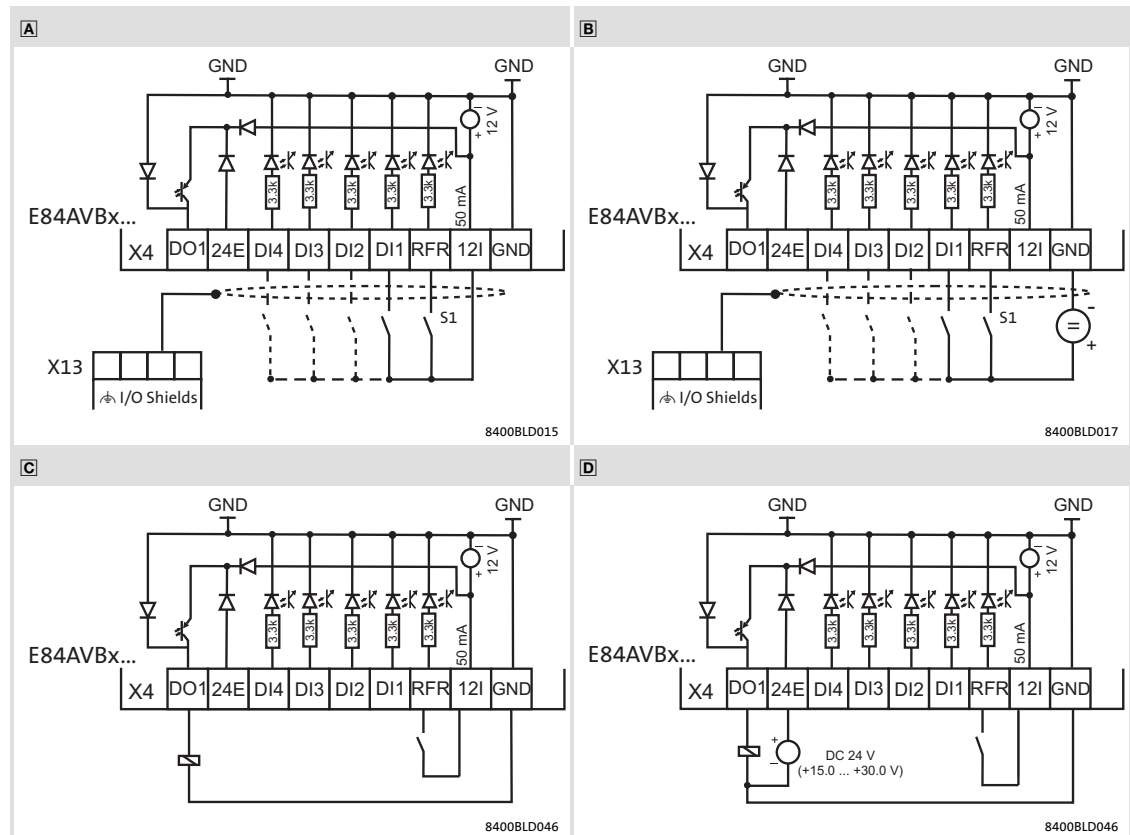 A
GND GND
12 V
– +
3.3k 3.3k 3.3k 3.3k 3.3k
50 mA
E84AVBx...
X4 DO1 24E DI4 DI3 DI2 DI1 RFR 12I GND
S1
X13
I/O Shields
8400BLD015
B
GND GND
12 V
– +
3.3k 3.3k 3.3k 3.3k 3.3k
50 mA
E84AVBx...
X4 DO1 24E DI4 DI3 DI2 DI1 RFR 12I GND
S1
-
=
+
X13
I/O Shields
8400BLD017
C
GND GND
12 V
– +
3.3k 3.3k 3.3k 3.3k 3.3k
50 mA
E84AVBx...
X4 DO1 24E DI4 DI3 DI2 DI1 RFR 12I GND
8400BLD046
D
GND GND
12 V
– +
3.3k 3.3k 3.3k 3.3k 3.3k
50 mA
E84AVBx...
X4 DO1 24E DI4 DI3 DI2 DI1 RFR 12I GND
+
–
DC 24 V
(+15.0 ... +30.0 V)
8400BLD046